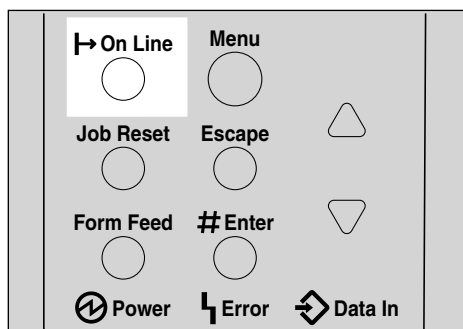 On Line Menu
Job Reset Escape
Form Feed # Enter
Power Error Data In